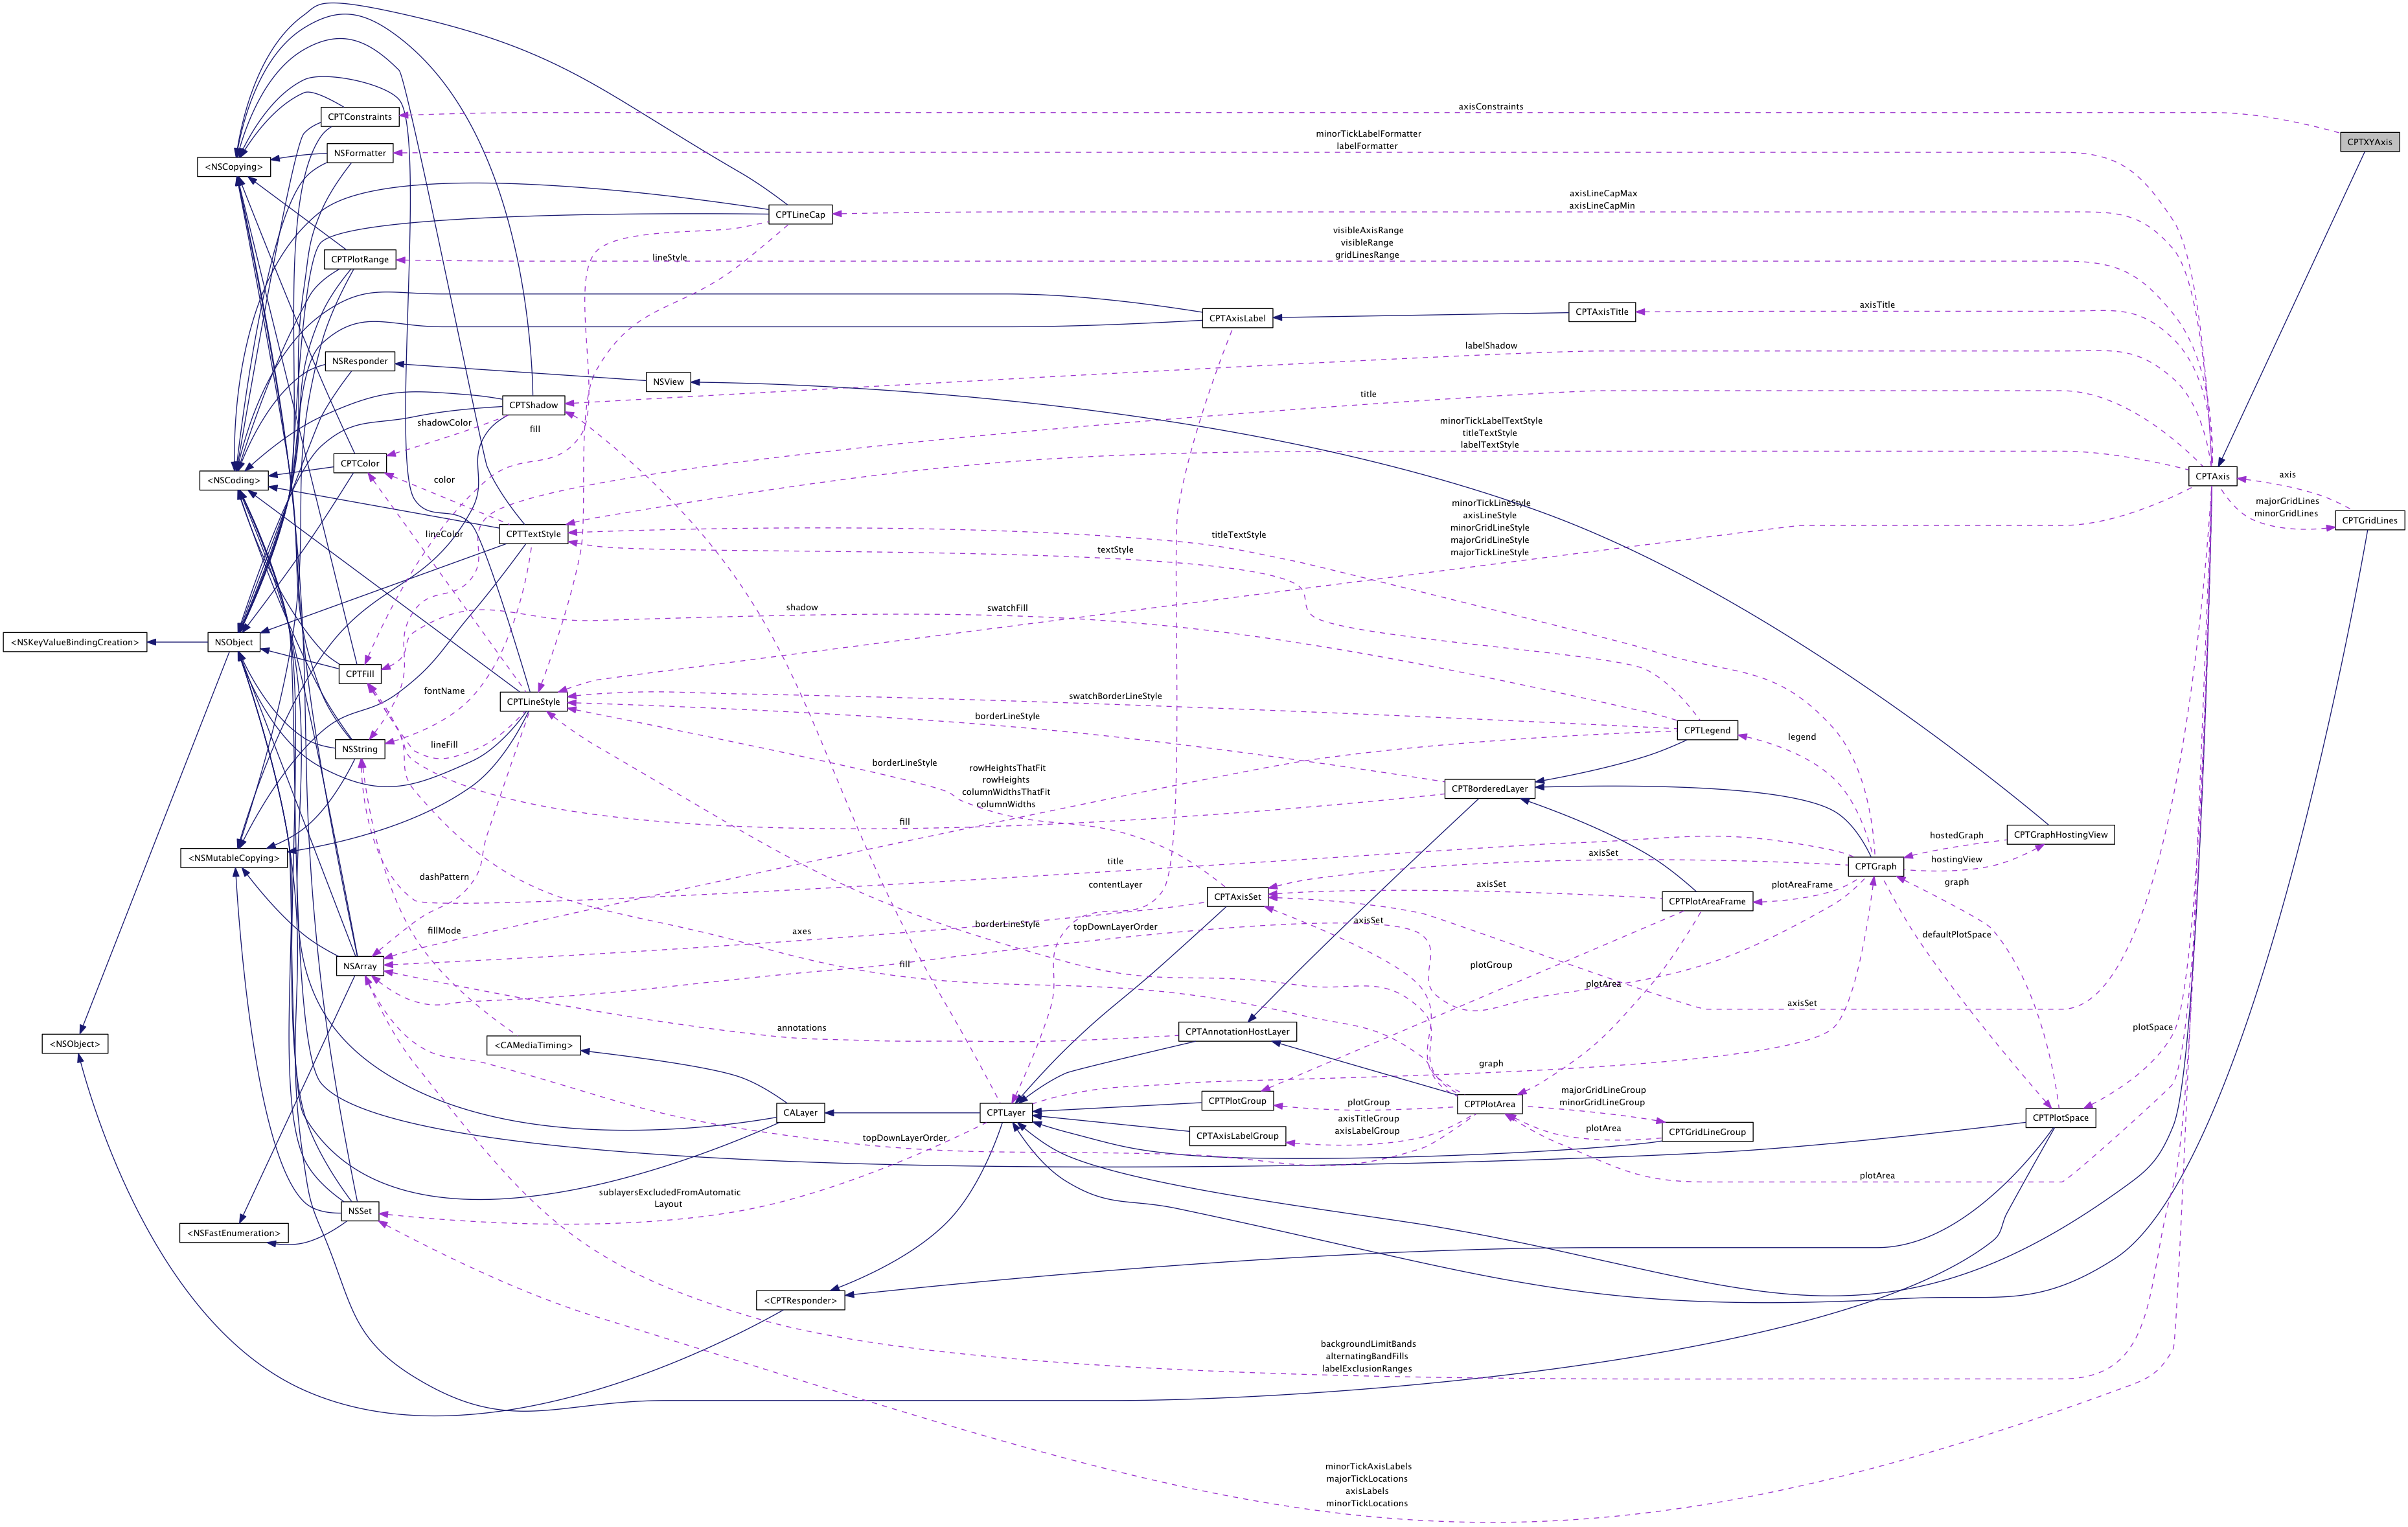 axisConstraints
CPTConstraints
minorTickLabelFormatter
labelFormatter
CPTXYAxis
NSFormatter
<NSCopying>
axisLineCapMax
axisLineCapMin
CPTLineCap
visibleAxisRange
visibleRange
gridLinesRange
lineStyle
CPTPlotRange
axisTitle
CPTAxisTitle
CPTAxisLabel
labelShadow
NSResponder
NSView
title
CPTShadow
shadowColor
fill
minorTickLabelTextStyle
titleTextStyle
labelTextStyle
CPTColor
<NSCoding>
color
CPTAxis
axis
majorGridLines
minorGridLines
CPTGridLines
minorTickLineStyle
axisLineStyle
minorGridLineStyle
majorGridLineStyle
majorTickLineStyle
CPTTextStyle
lineColor
titleTextStyle
textStyle
shadow
swatchFill
<NSKeyValueBindingCreation>
NSObject
CPTFill
fontName
CPTLineStyle
swatchBorderLineStyle
borderLineStyle
CPTLegend
legend
NSString
lineFill
borderLineStyle
rowHeightsThatFit
rowHeights
columnWidthsThatFit
columnWidths
CPTBorderedLayer
fill
CPTGraphHostingView
hostedGraph
hostingView
<NSMutableCopying>
title
axisSet
CPTGraph
dashPattern
contentLayer
axisSet
plotAreaFrame
graph
CPTAxisSet
CPTPlotAreaFrame
fillMode
axes
borderLineStyle
topDownLayerOrder
axisSet
defaultPlotSpace
NSArray
fill
plotGroup
plotArea
axisSet
<NSObject>
<CAMediaTiming>
annotations
CPTAnnotationHostLayer
plotSpace
graph
majorGridLineGroup
minorGridLineGroup
CALayer
CPTLayer
CPTPlotGroup
plotGroup
CPTPlotArea
CPTPlotSpace
axisTitleGroup
axisLabelGroup
topDownLayerOrder
CPTAxisLabelGroup
plotArea
CPTGridLineGroup
plotArea
sublayersExcludedFromAutomatic
Layout
NSSet
<NSFastEnumeration>
<CPTResponder>
backgroundLimitBands
alternatingBandFills
labelExclusionRanges
minorTickAxisLabels
majorTickLocations
axisLabels
minorTickLocations